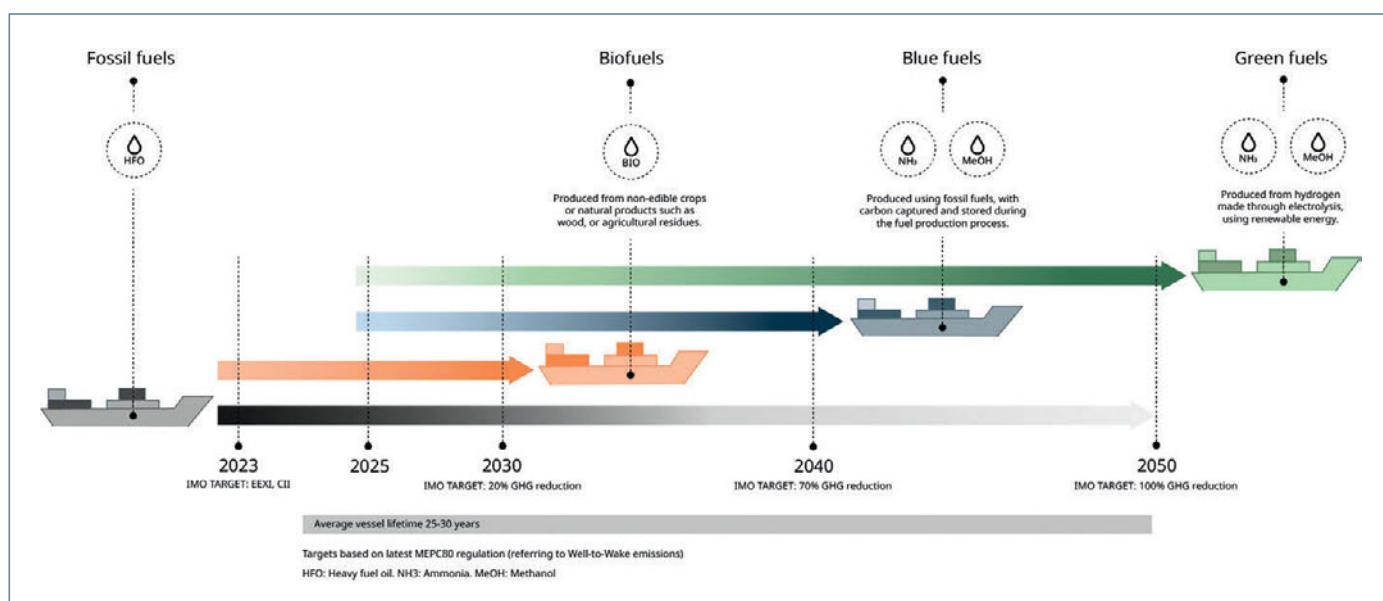 Fossil fuels
Biofuels
Blue fuels
Green fuels
HFO
BIO
NH₃
MeOH
NH₃
MeOH
Produced from non-edible crops
or natural products such as
wood, or agricultural residues.
Produced using fossil fuels, with
carbon captured and stored during
the fuel production process.
Produced from hydrogen
made through electrolysis,
using renewable energy.
2023
IMO TARGET: EEXI, CII
2025
2030
IMO TARGET: 20% GHG reduction
2040
IMO TARGET: 70% GHG reduction
2050
IMO TARGET: 100% GHG reduction
Average vessel lifetime 25-30 years
Targets based on latest MEPC80 regulation (referring to Well-to-Wake emissions)
HFO: Heavy fuel oil. NH3: Ammonia. MeOH: Methanol